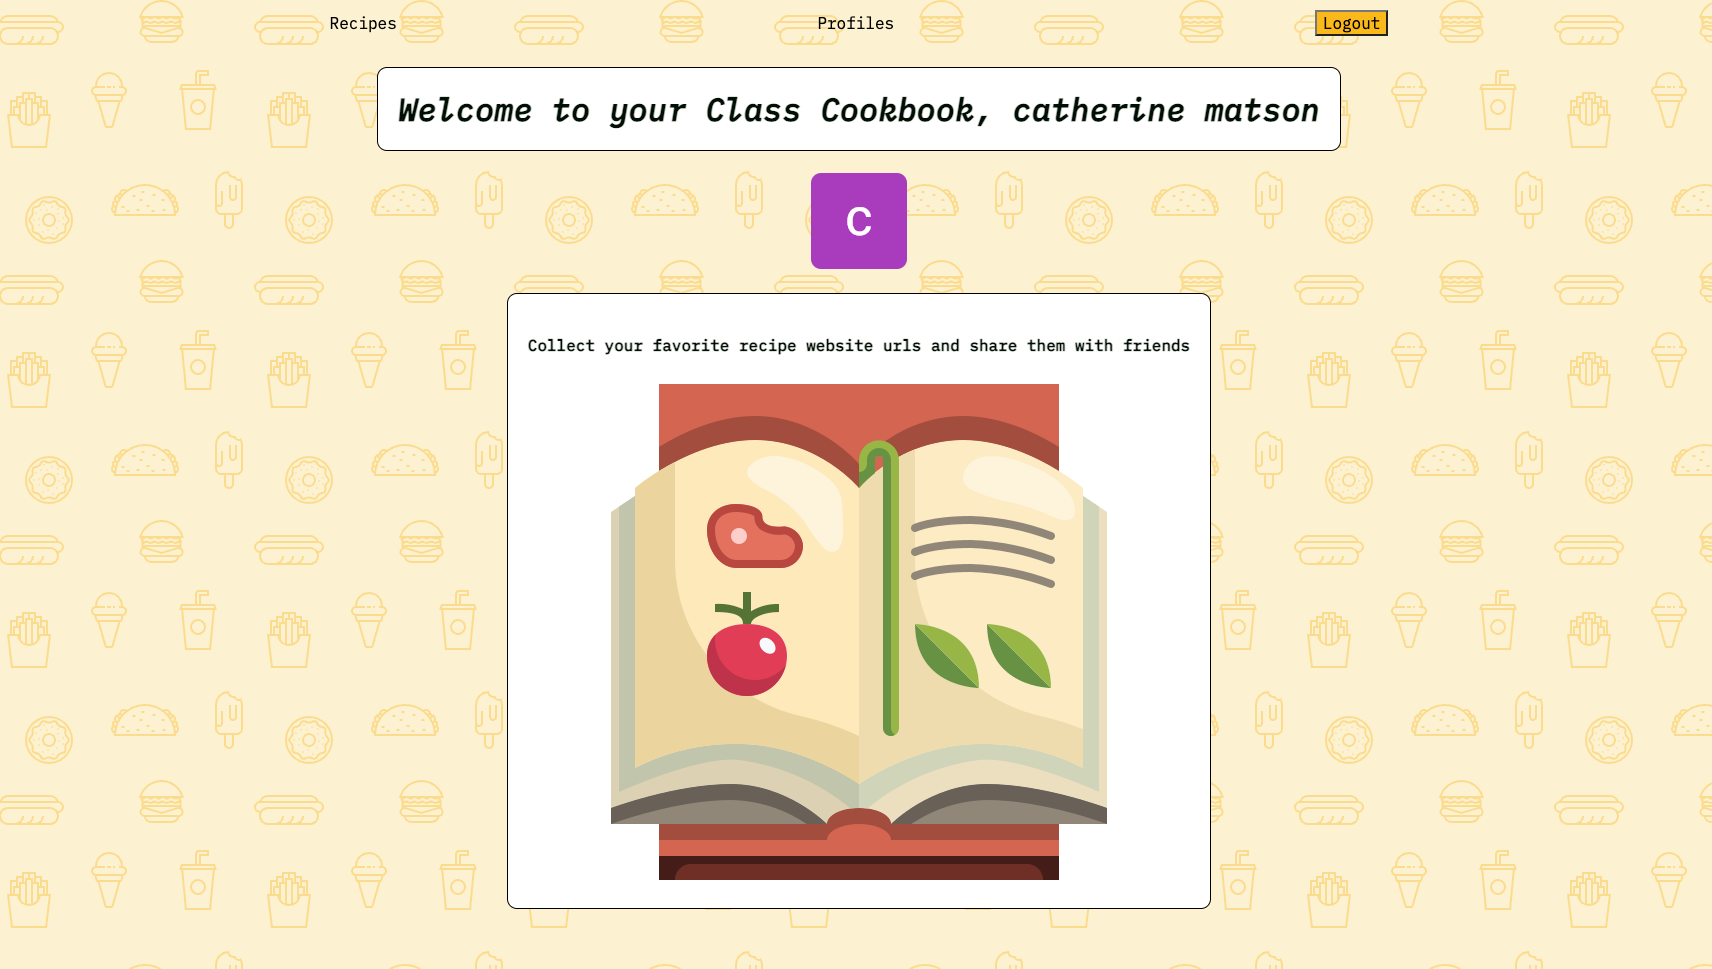 Recipes Profiles Logout
Welcome to your Class Cookbook, catherine matson
C
Collect your favorite recipe website urls and share them with friends